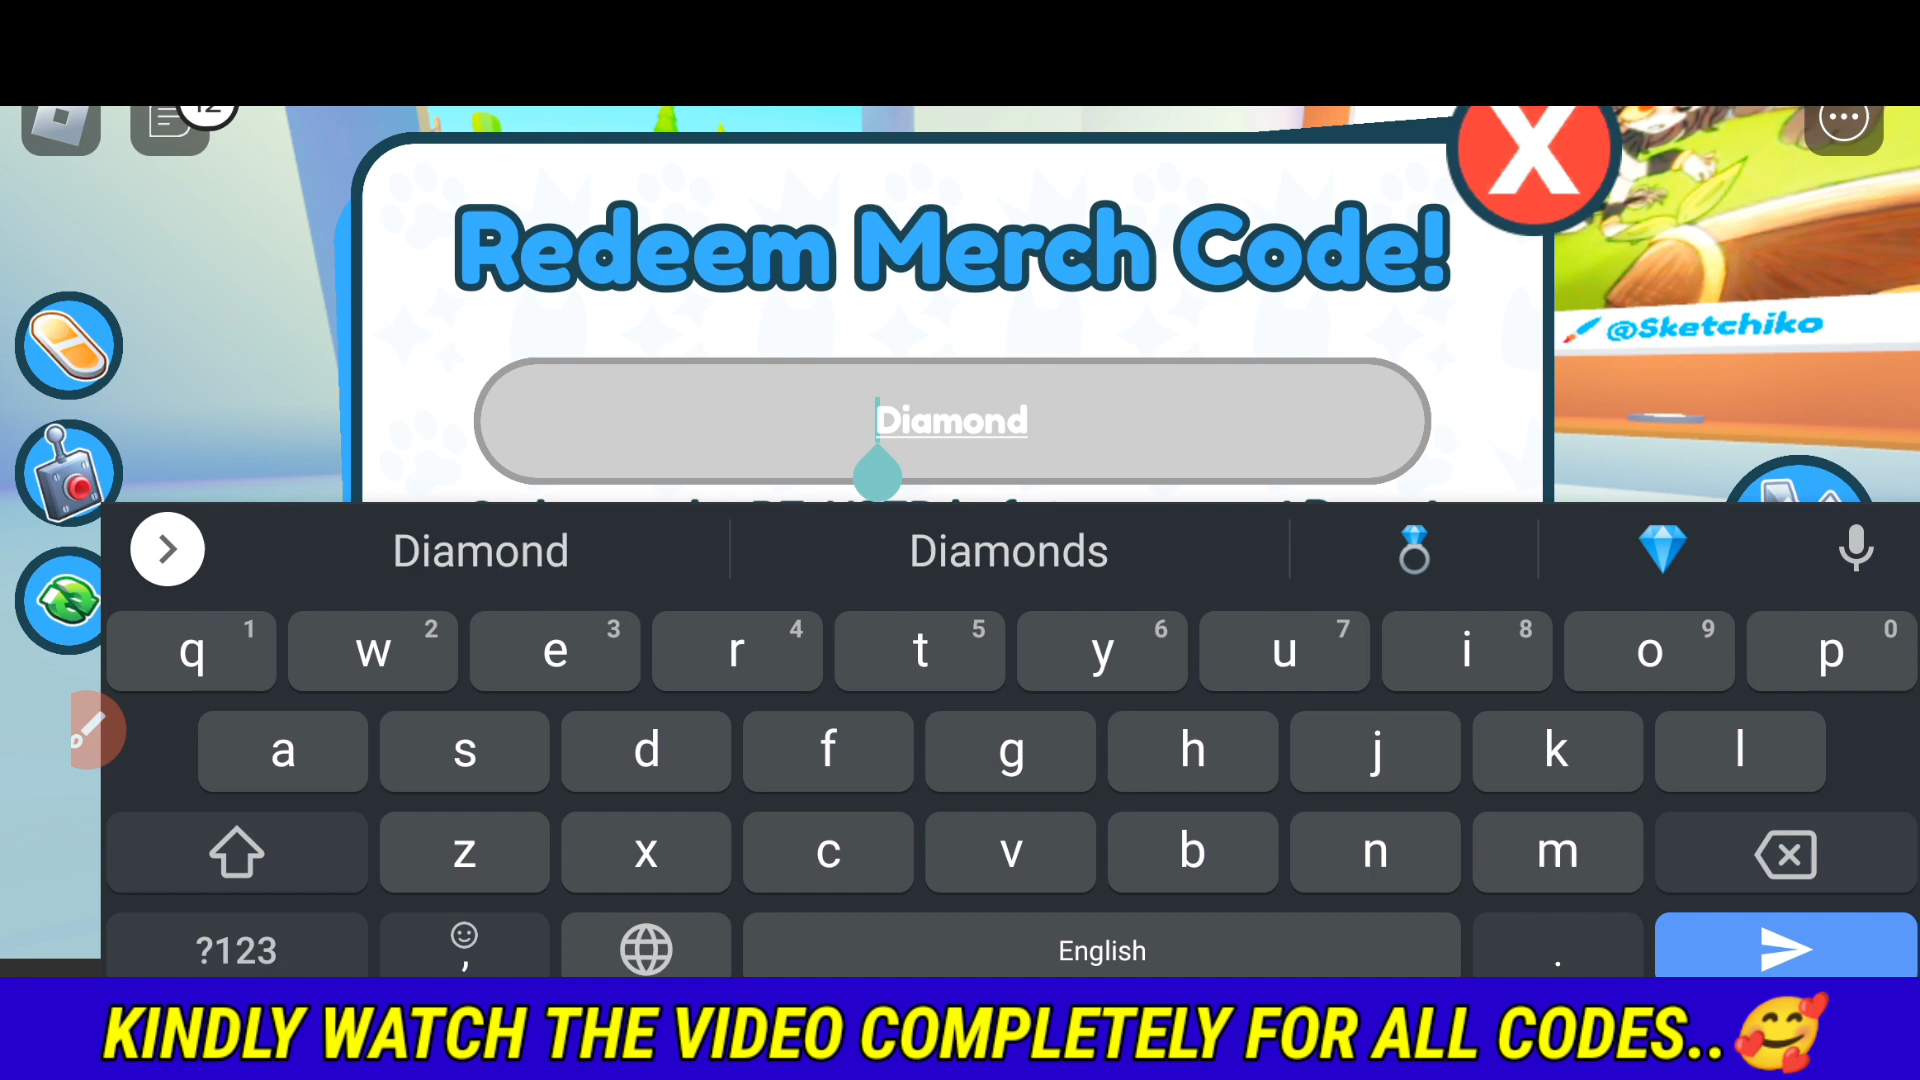 12
X
Redeem Merch Code!
@Sketchiko
Diamond
Diamond Diamonds
q 1 w 2 e 3 r 4 t 5 y 6 u 7 i 8 o 9 p 0
a s d f g h j k l
z x c v b n m
?123 , English .
KINDLY WATCH THE VIDEO COMPLETELY FOR ALL CODES..🥰